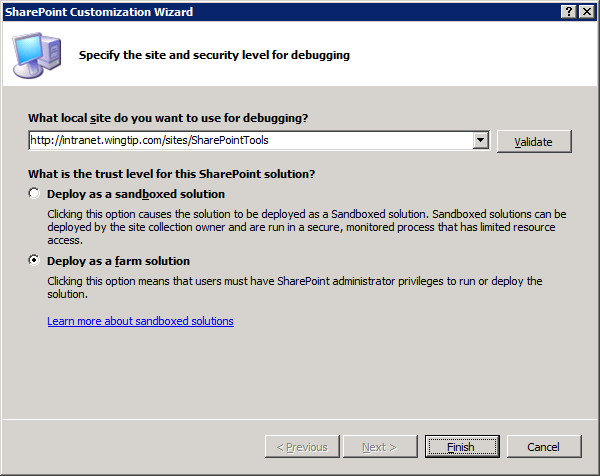 SharePoint Customization Wizard
Specify the site and security level for debugging
What local site do you want to use for debugging?
http://intranet.wingtip.com/sites/SharePointTools
Validate
What is the trust level for this SharePoint solution?
Deploy as a sandboxed solution
Clicking this option causes the solution to be deployed as a Sandboxed solution. Sandboxed solutions can be
deployed by the site collection owner and are run in a secure, monitored process that has limited resource
access.
Deploy as a farm solution
Clicking this option means that users must have SharePoint administrator privileges to run or deploy the
solution.
Learn more about sandboxed solutions
< Previous
Next >
Finish
Cancel